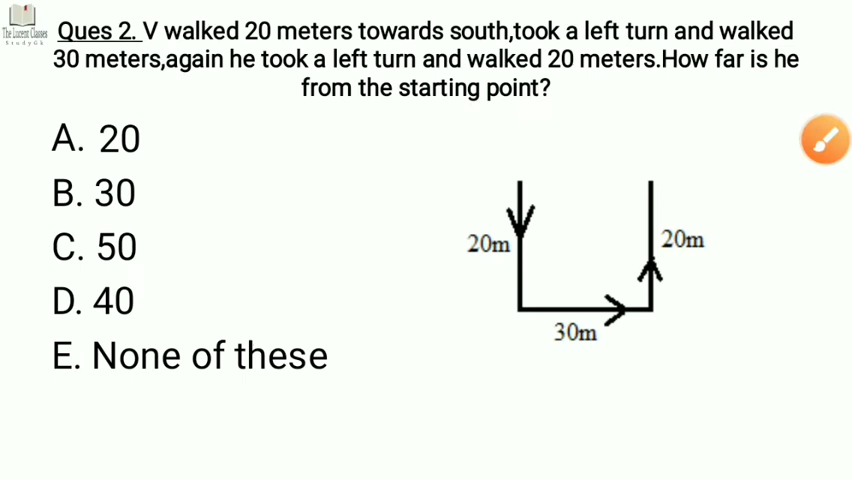 The Lucent Classes
StudyGk
Ques 2. V walked 20 meters towards south,took a left turn and walked
30 meters,again he took a left turn and walked 20 meters.How far is he
from the starting point?
A. 20
B. 30
C. 50
D. 40
E. None of these
20m
20m
30m